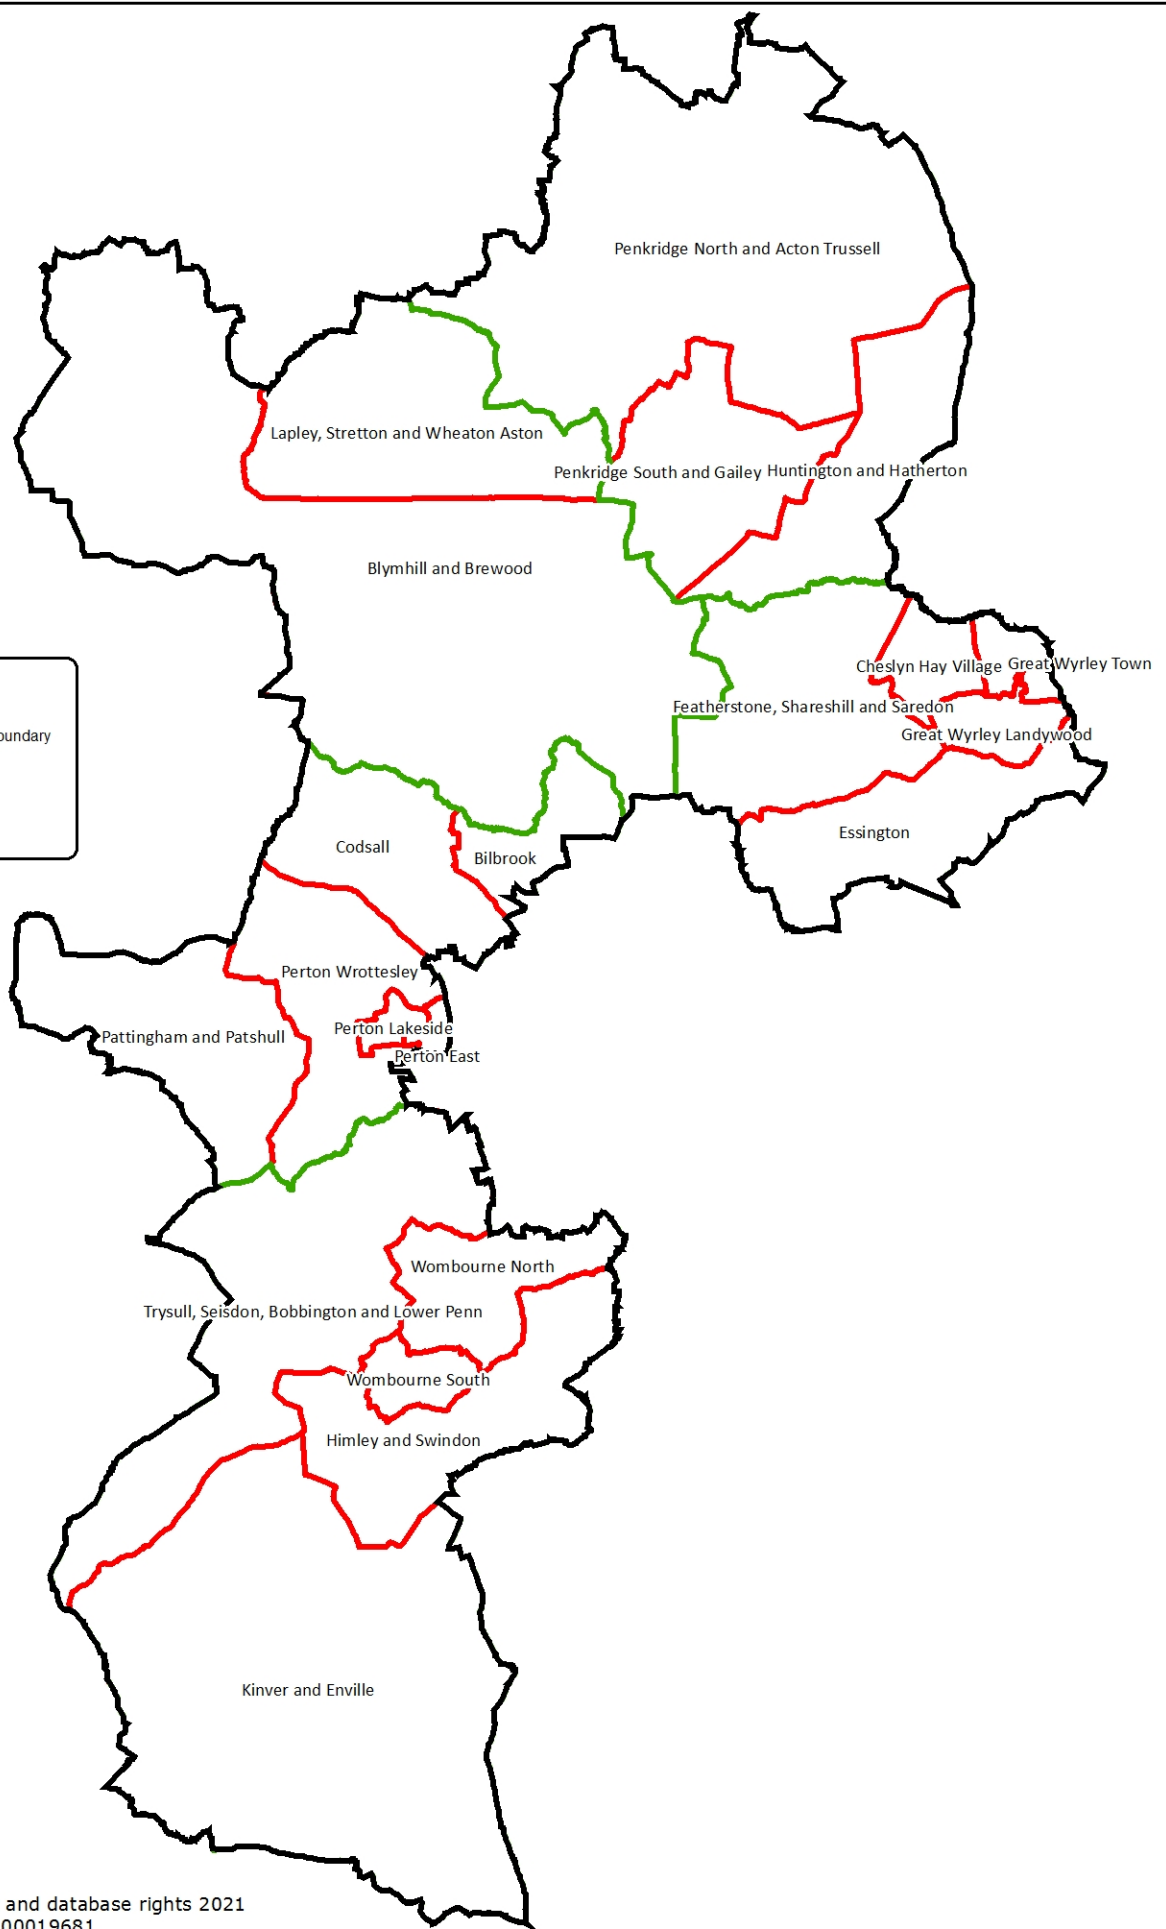 Penkridge North and Acton Trussell
Lapley, Stretton and Wheaton Aston
Penkridge South and Gailey
Huntington and Hatherton
Blymhill and Brewood
Cheslyn Hay Village
Great Wyrley Town
Featherstone, Shareshill and Saredon
oundary
Great Wyrley Landywood
Essington
Codsall
Bilbrook
Perton Wrottesley
Perton Lakeside
Pattingham and Patshull
Perton East
Wombourne North
Trysull, Seisdon, Bobbington and Lower Penn
Wombourne South
Himley and Swindon
Kinver and Enville
and database rights 2021
00019681